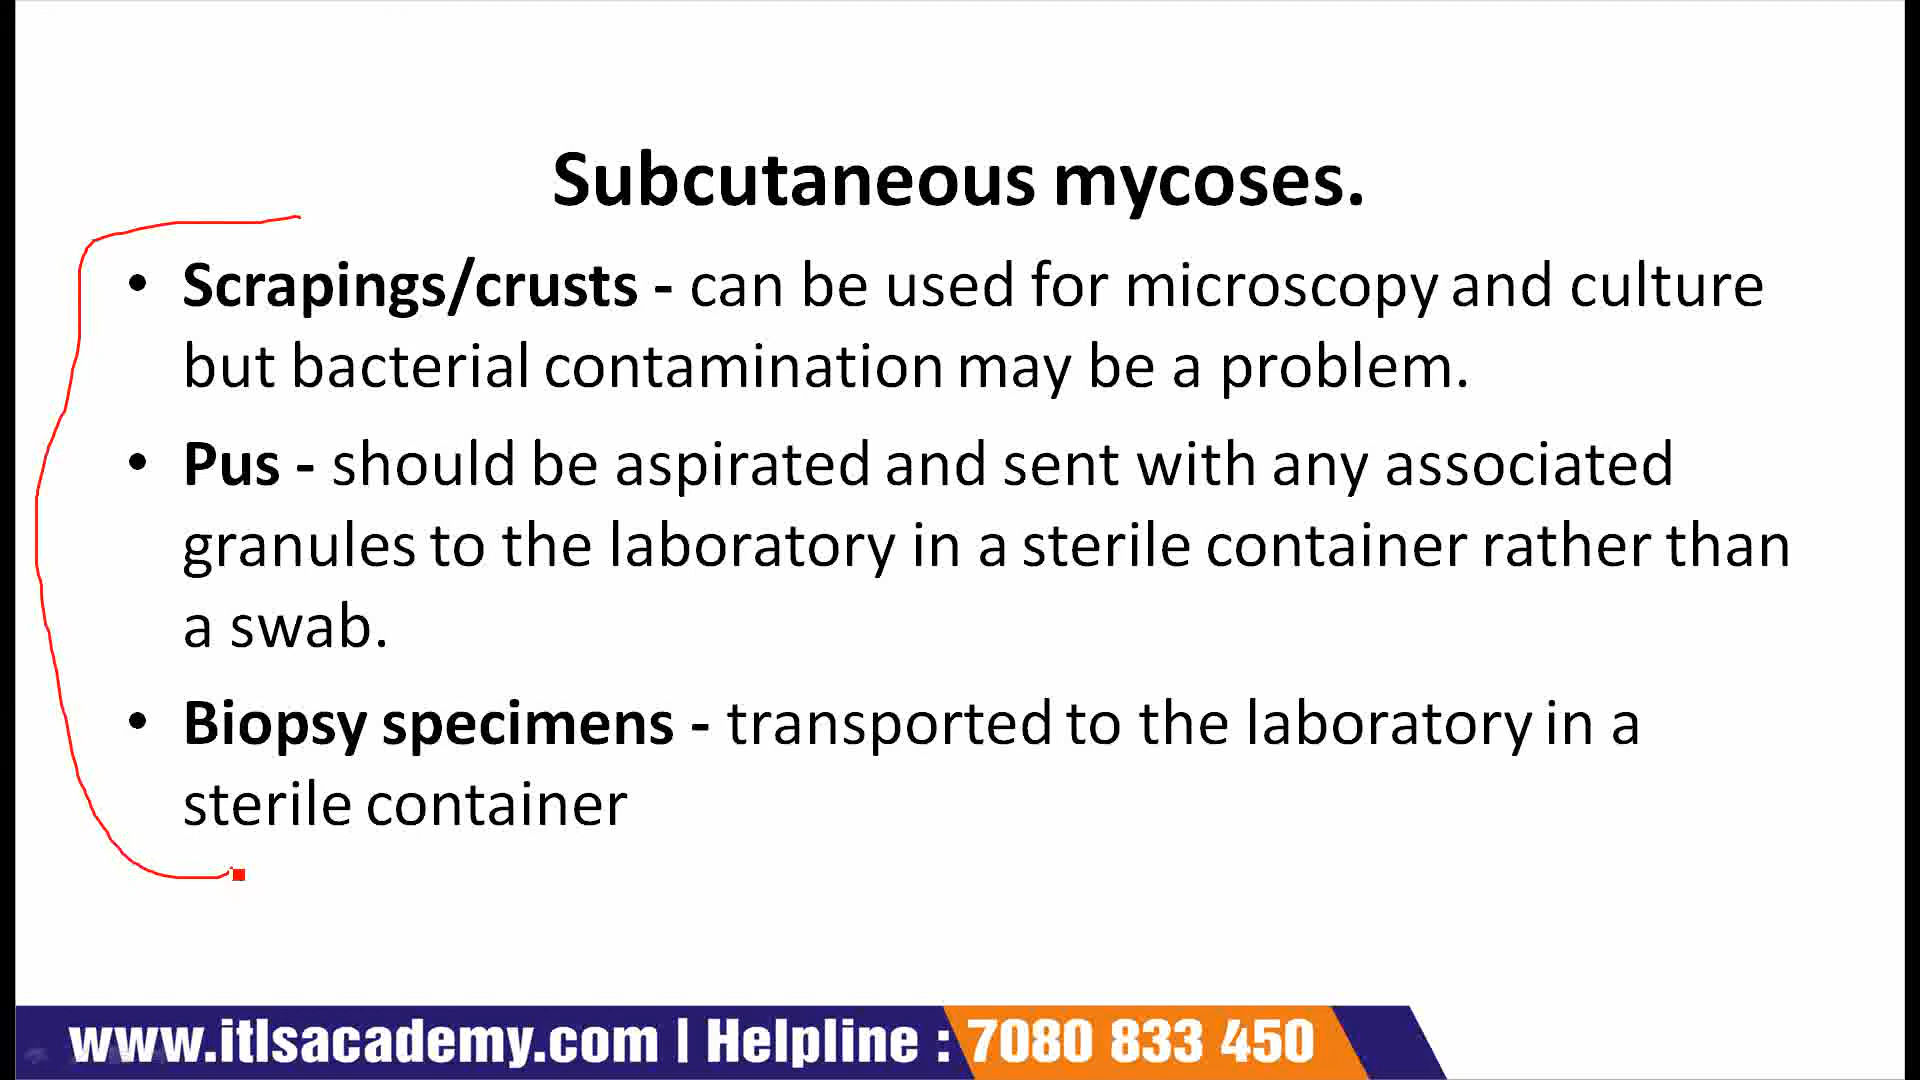 Subcutaneous mycoses.
• Scrapings/crusts - can be used for microscopy and culture
but bacterial contamination may be a problem.
• Pus - should be aspirated and sent with any associated
granules to the laboratory in a sterile container rather than
a swab.
• Biopsy specimens - transported to the laboratory in a
sterile container
www.itlsacademy.com | Helpline : 7080 833 450